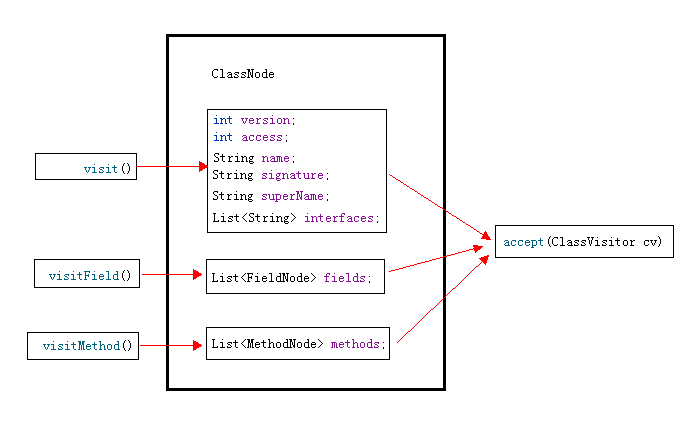 ClassNode
int version;
int access;
String name;
String signature;
String superName;
List<String> interfaces;
visit()
accept(ClassVisitor cv)
visitField()
List<FieldNode> fields;
visitMethod()
List<MethodNode> methods;